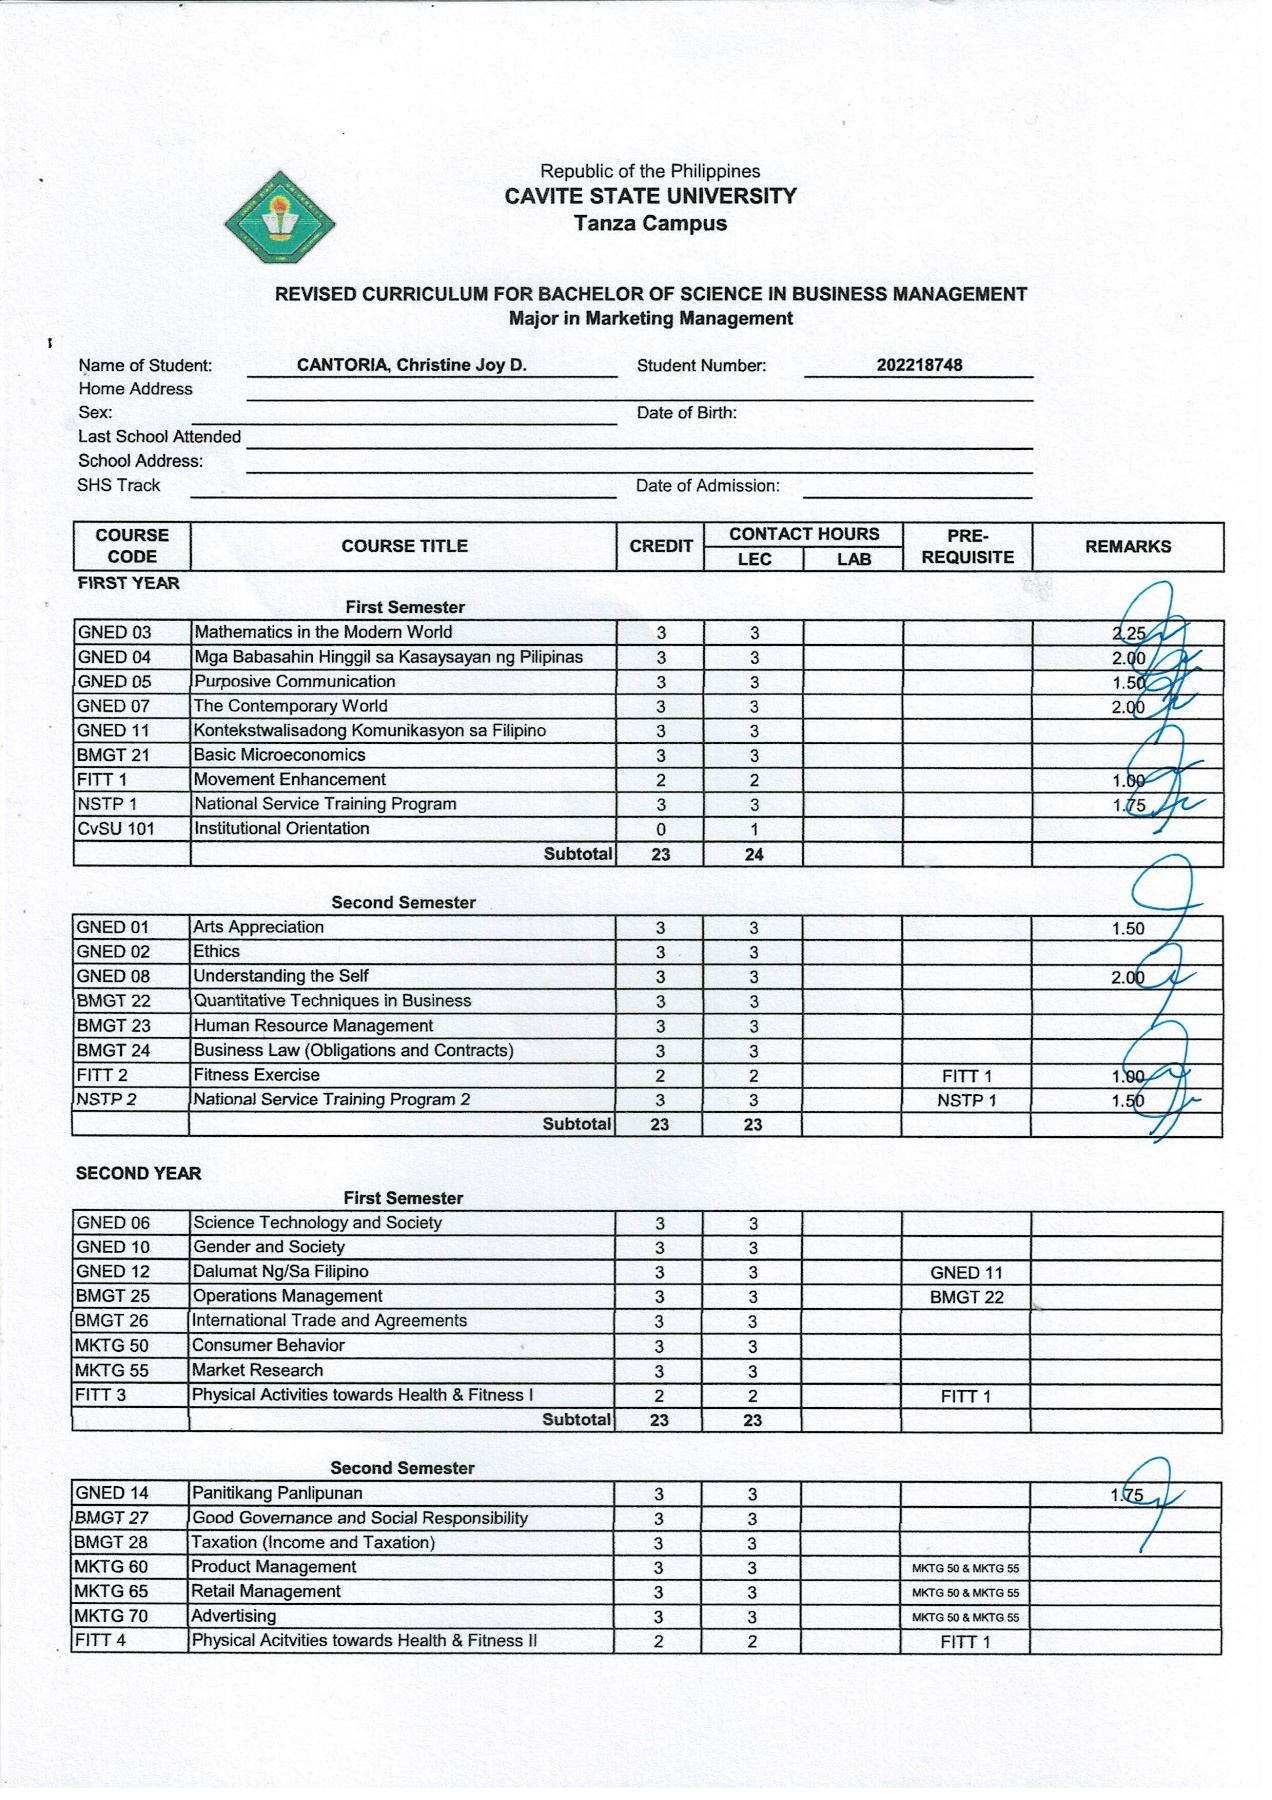 Republic of the Philippines
CAVITE STATE UNIVERSITY
Tanza Campus
REVISED CURRICULUM FOR BACHELOR OF SCIENCE IN BUSINESS MANAGEMENT
Major in Marketing Management
Name of Student: CANTORIA, Christine Joy D. Student Number: 202218748
Home Address
Sex: Date of Birth:
Last School Attended
School Address:
SHS Track Date of Admission:
COURSE CODE COURSE TITLE CREDIT CONTACT HOURS LEC LAB PRE-REQUISITE REMARKS
FIRST YEAR
First Semester
GNED 03 Mathematics in the Modern World 3 3 2.25
GNED 04 Mga Babasahin Hinggil sa Kasaysayan ng Pilipinas 3 3 2.00
GNED 05 Purposive Communication 3 3 1.50
GNED 07 The Contemporary World 3 3 2.00
GNED 11 Kontekstwalisadong Komunikasyon sa Filipino 3 3
BMGT 21 Basic Microeconomics 3 3
FITT 1 Movement Enhancement 2 2 1.00
NSTP 1 National Service Training Program 3 3 1.75
CvSU 101 Institutional Orientation 0 1
Subtotal 23 24
Second Semester
GNED 01 Arts Appreciation 3 3 1.50
GNED 02 Ethics 3 3
GNED 08 Understanding the Self 3 3 2.00
BMGT 22 Quantitative Techniques in Business 3 3
BMGT 23 Human Resource Management 3 3
BMGT 24 Business Law (Obligations and Contracts) 3 3
FITT 2 Fitness Exercise 2 2 FITT 1 1.00
NSTP 2 National Service Training Program 2 3 3 NSTP 1 1.50
Subtotal 23 23
SECOND YEAR
First Semester
GNED 06 Science Technology and Society 3 3
GNED 10 Gender and Society 3 3
GNED 12 Dalumat Ng/Sa Filipino 3 3 GNED 11
BMGT 25 Operations Management 3 3 BMGT 22
BMGT 26 International Trade and Agreements 3 3
MKTG 50 Consumer Behavior 3 3
MKTG 55 Market Research 3 3
FITT 3 Physical Activities towards Health & Fitness I 2 2 FITT 1
Subtotal 23 23
Second Semester
GNED 14 Panitikang Panlipunan 3 3 1.75
BMGT 27 Good Governance and Social Responsibility 3 3
BMGT 28 Taxation (Income and Taxation) 3 3
MKTG 60 Product Management 3 3 MKTG 50 & MKTG 55
MKTG 65 Retail Management 3 3 MKTG 50 & MKTG 55
MKTG 70 Advertising 3 3 MKTG 50 & MKTG 55
FITT 4 Physical Acitvities towards Health & Fitness II 2 2 FITT 1